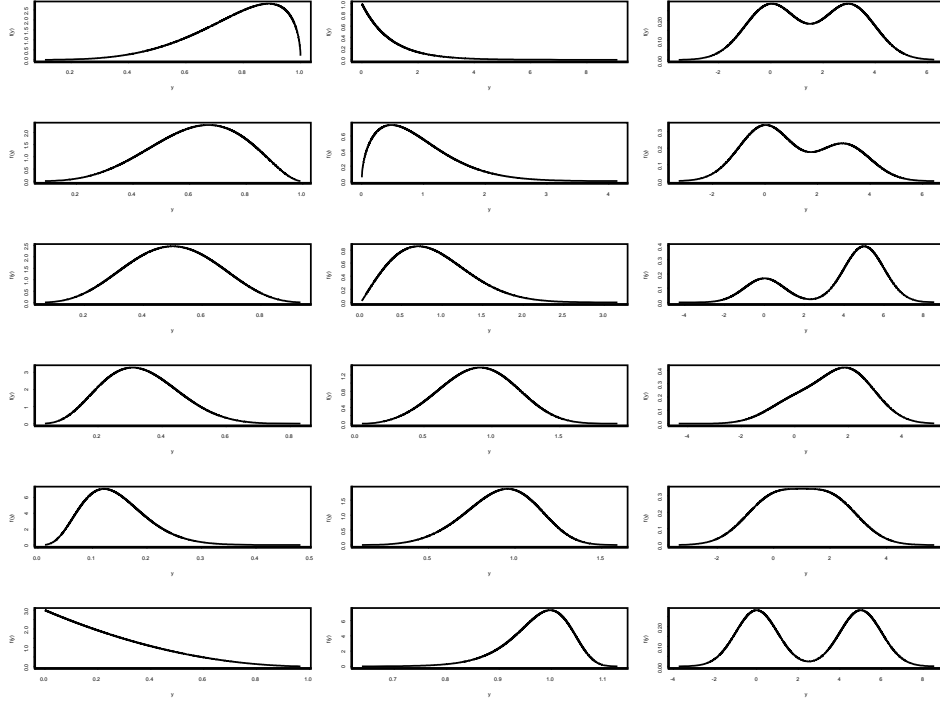 f(y) 0.0 0.5 1.0 1.5 2.0 2.5
0.2 0.4 0.6 0.8 1.0
y
f(y) 0.0 0.2 0.4 0.6 0.8 1.0
0 2 4 6 8
y
f(y) 0.00 0.10 0.20
-2 0 2 4 6
y
f(y) 0.0 0.5 1.0 1.5 2.0
0.2 0.4 0.6 0.8 1.0
y
f(y) 0.0 0.2 0.4 0.6
0 1 2 3 4
y
f(y) 0.0 0.1 0.2 0.3
-2 0 2 4 6
y
f(y) 0.0 0.5 1.0 1.5 2.0 2.5
0.2 0.4 0.6 0.8
y
f(y) 0.0 0.2 0.4 0.6 0.8
0.0 0.5 1.0 1.5 2.0 2.5 3.0
y
f(y) 0.0 0.1 0.2 0.3 0.4
-4 -2 0 2 4 6 8
y
f(y) 0 1 2 3
0.2 0.4 0.6 0.8
y
f(y) 0.0 0.4 0.8 1.2
0.0 0.5 1.0 1.5
y
f(y) 0.0 0.1 0.2 0.3 0.4
-4 -2 0 2 4
y
f(y) 0 2 4 6
0.0 0.1 0.2 0.3 0.4 0.5
y
f(y) 0.0 0.5 1.0 1.5
0.5 1.0 1.5
y
f(y) 0.0 0.1 0.2 0.3
-2 0 2 4
y
f(y) 0.0 1.0 2.0 3.0
0.0 0.2 0.4 0.6 0.8 1.0
y
f(y) 0 2 4 6
0.7 0.8 0.9 1.0 1.1
y
f(y) 0.00 0.10 0.20
-4 -2 0 2 4 6 8
y